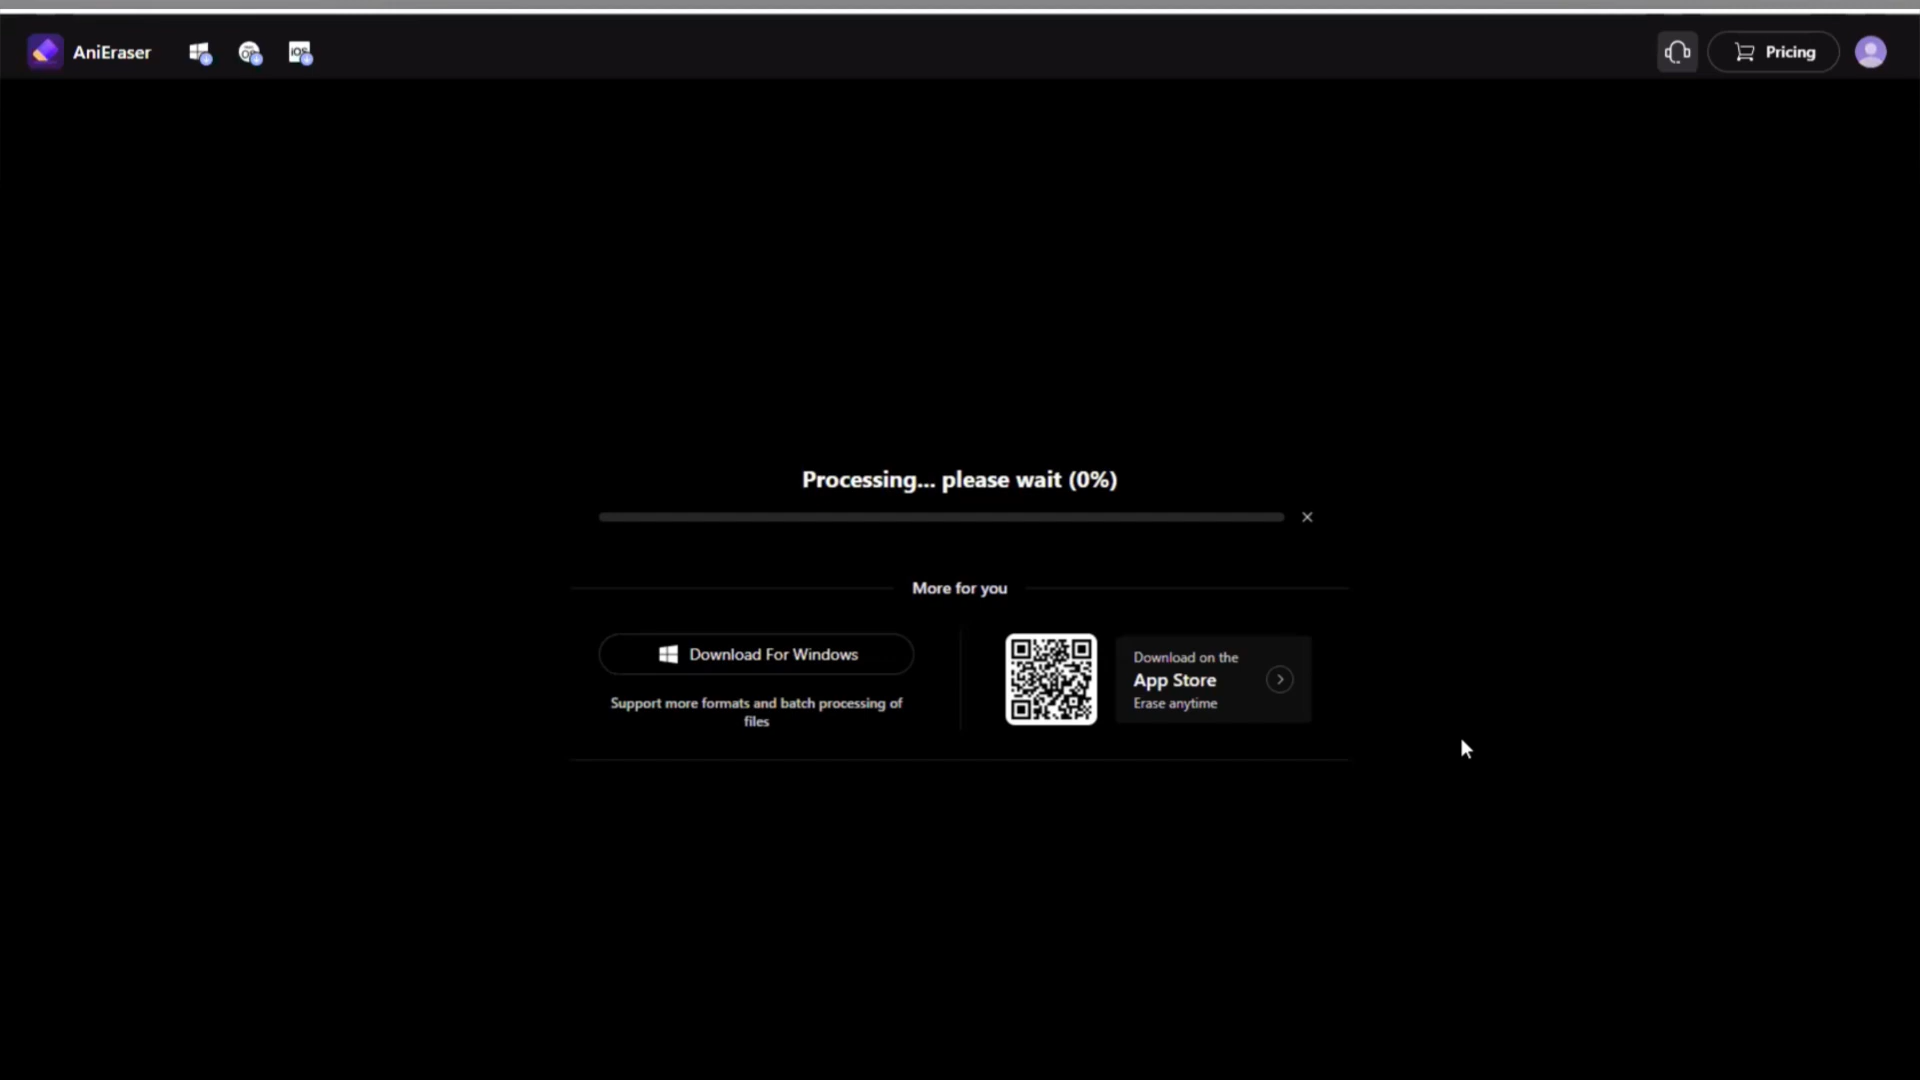 AniEraser
iOS
Pricing
Processing... please wait (0%)
More for you
Download For Windows
Support more formats and batch processing of
files
Download on the
App Store
Erase anytime